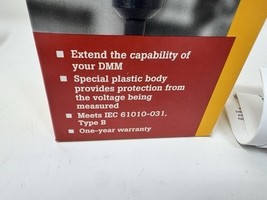 Extend the capability of
your DMM
Special plastic body
provides protection from
the voltage being
measured
Meets IEC 61010-031,
Type B
One-year warranty